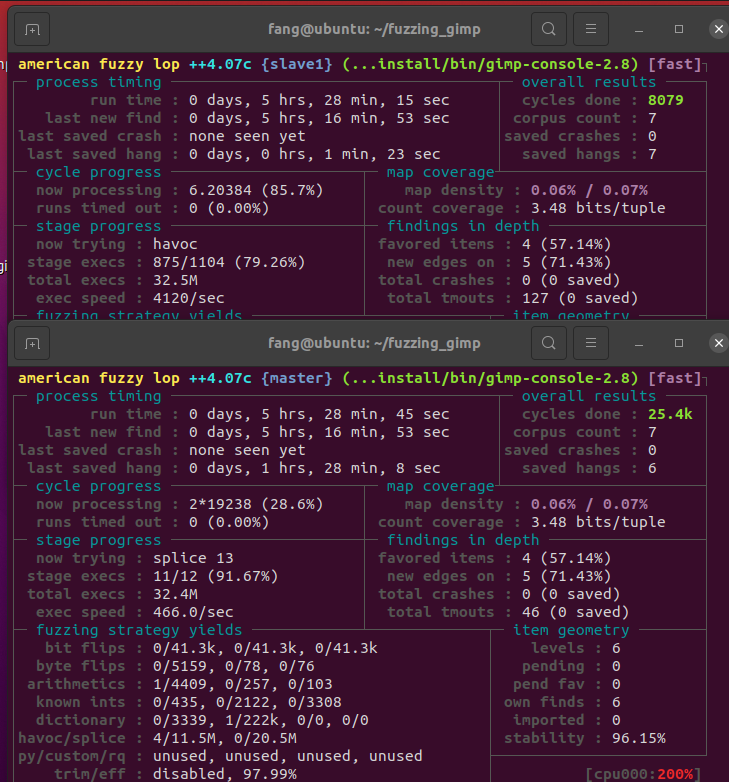 fang@ubuntu: ~/fuzzing_gimp
american fuzzy lop ++4.07c {slave1} (...install/bin/gimp-console-2.8) [fast]
process timing overall results
run time : 0 days, 5 hrs, 28 min, 15 sec cycles done : 8079
last new find : 0 days, 5 hrs, 16 min, 53 sec corpus count : 7
last saved crash : none seen yet saved crashes : 0
last saved hang : 0 days, 0 hrs, 1 min, 23 sec saved hangs : 7
cycle progress map coverage
now processing : 6.20384 (85.7%) map density : 0.06% / 0.07%
runs timed out : 0 (0.00%) count coverage : 3.48 bits/tuple
stage progress findings in depth
now trying : havoc favored items : 4 (57.14%)
stage execs : 875/1104 (79.26%) new edges on : 5 (71.43%)
total execs : 32.5M total crashes : 0 (0 saved)
exec speed : 4120/sec total tmouts : 127 (0 saved)
fuzzing strategy yields item geometry
fang@ubuntu: ~/fuzzing_gimp
american fuzzy lop ++4.07c {master} (...install/bin/gimp-console-2.8) [fast]
process timing overall results
run time : 0 days, 5 hrs, 28 min, 45 sec cycles done : 25.4k
last new find : 0 days, 5 hrs, 16 min, 53 sec corpus count : 7
last saved crash : none seen yet saved crashes : 0
last saved hang : 0 days, 1 hrs, 28 min, 8 sec saved hangs : 6
cycle progress map coverage
now processing : 2*19238 (28.6%) map density : 0.06% / 0.07%
runs timed out : 0 (0.00%) count coverage : 3.48 bits/tuple
stage progress findings in depth
now trying : splice 13 favored items : 4 (57.14%)
stage execs : 11/12 (91.67%) new edges on : 5 (71.43%)
total execs : 32.4M total crashes : 0 (0 saved)
exec speed : 466.0/sec total tmouts : 46 (0 saved)
fuzzing strategy yields item geometry
bit flips : 0/41.3k, 0/41.3k, 0/41.3k levels : 6
byte flips : 0/5159, 0/78, 0/76 pending : 0
arithmetics : 1/4409, 0/257, 0/103 pend fav : 0
known ints : 0/435, 0/2122, 0/3308 own finds : 6
dictionary : 0/3339, 1/222k, 0/0, 0/0 imported : 0
havoc/splice : 4/11.5M, 0/20.5M stability : 96.15%
py/custom/rq : unused, unused, unused, unused
trim/eff : disabled, 97.99% [cpu000:200%]